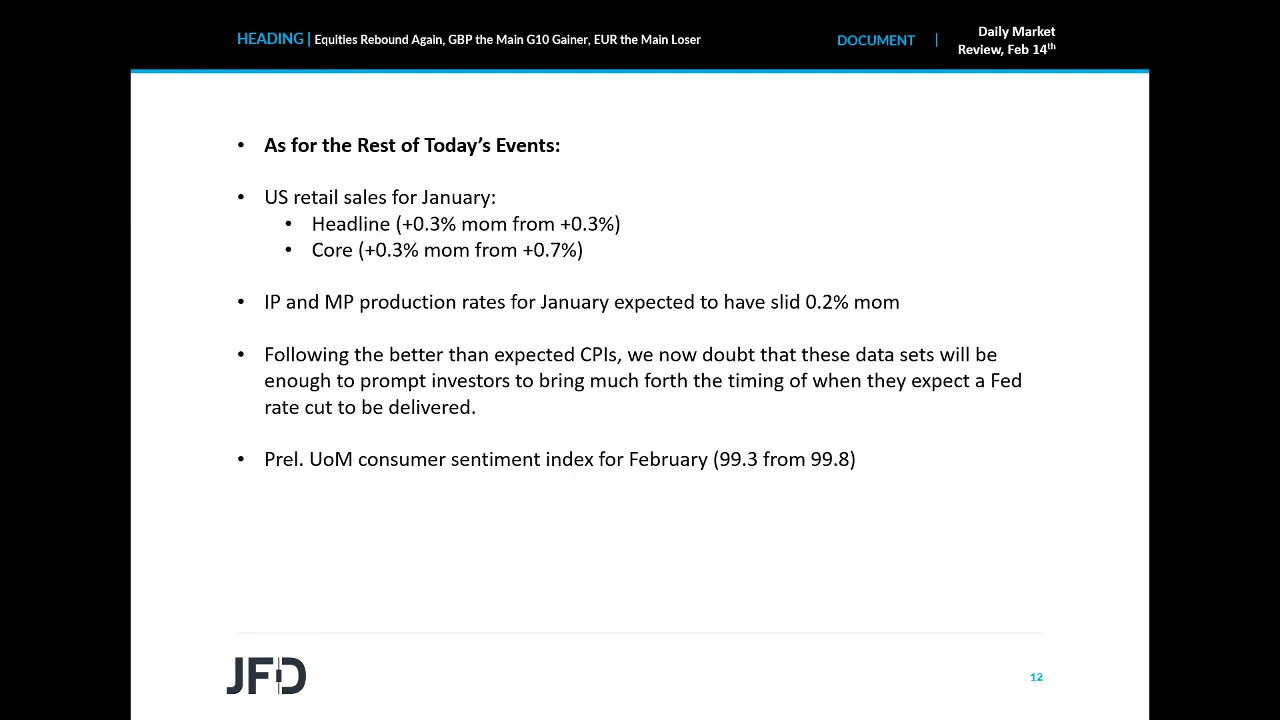 HEADING | Equities Rebound Again, GBP the Main G10 Gainer, EUR the Main Loser
DOCUMENT |
Daily Market
Review, Feb 14th
• As for the Rest of Today’s Events:
• US retail sales for January:
• Headline (+0.3% mom from +0.3%)
• Core (+0.3% mom from +0.7%)
• IP and MP production rates for January expected to have slid 0.2% mom
• Following the better than expected CPIs, we now doubt that these data sets will be
enough to prompt investors to bring much forth the timing of when they expect a Fed
rate cut to be delivered.
• Prel. UoM consumer sentiment index for February (99.3 from 99.8)
JFD
12